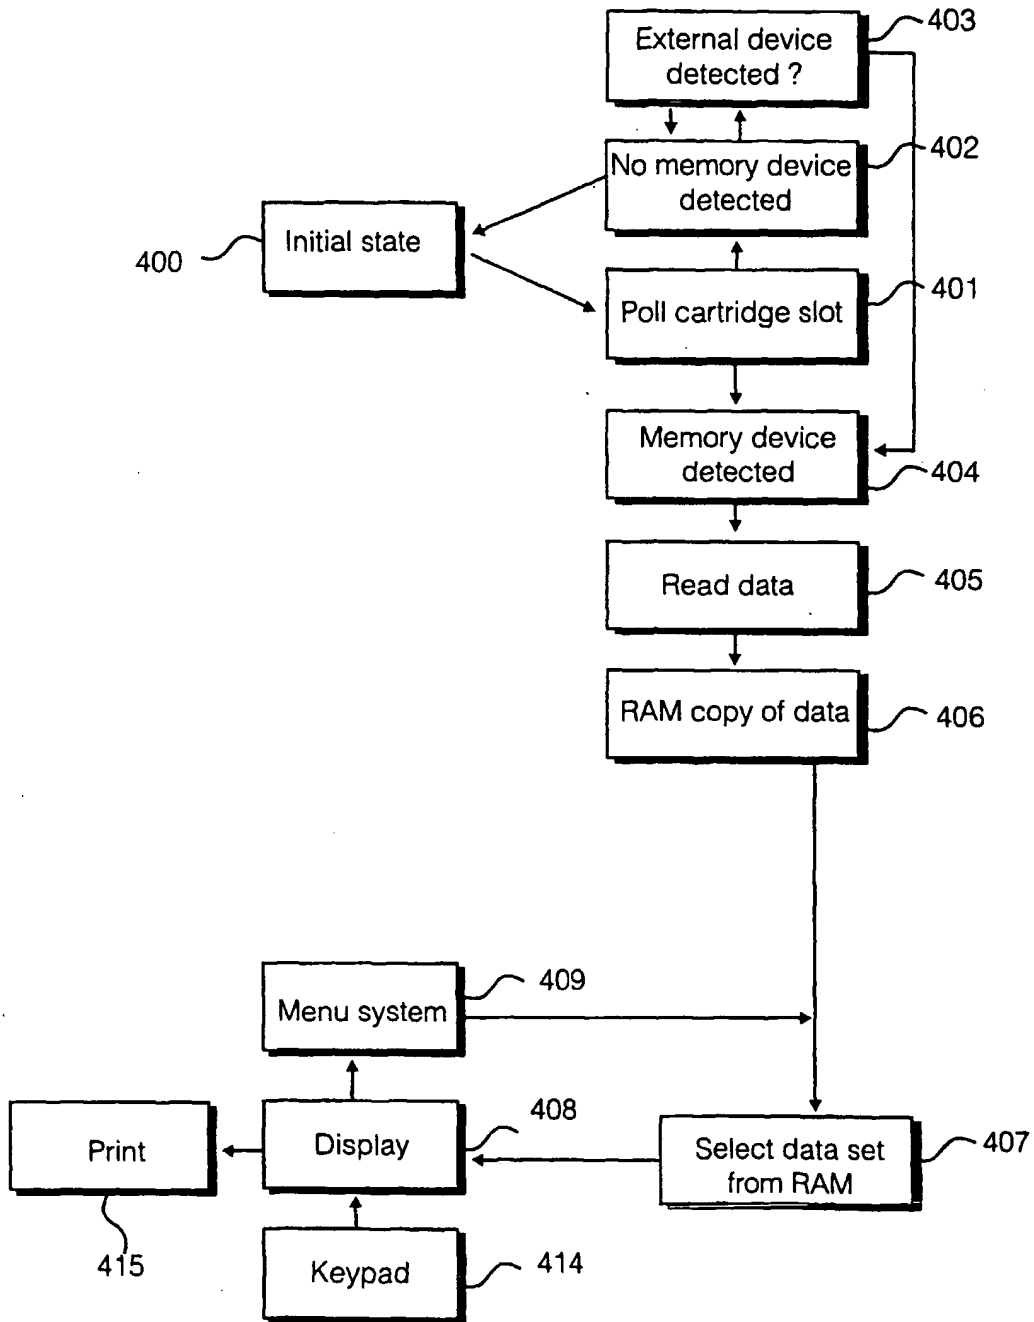 External device
detected ?
403
No memory device
detected
402
Initial state
400
Poll cartridge slot
401
Memory device
detected
404
Read data
405
RAM copy of data
406
Menu system
409
Print
415
Display
408
Select data set
from RAM
407
Keypad
414